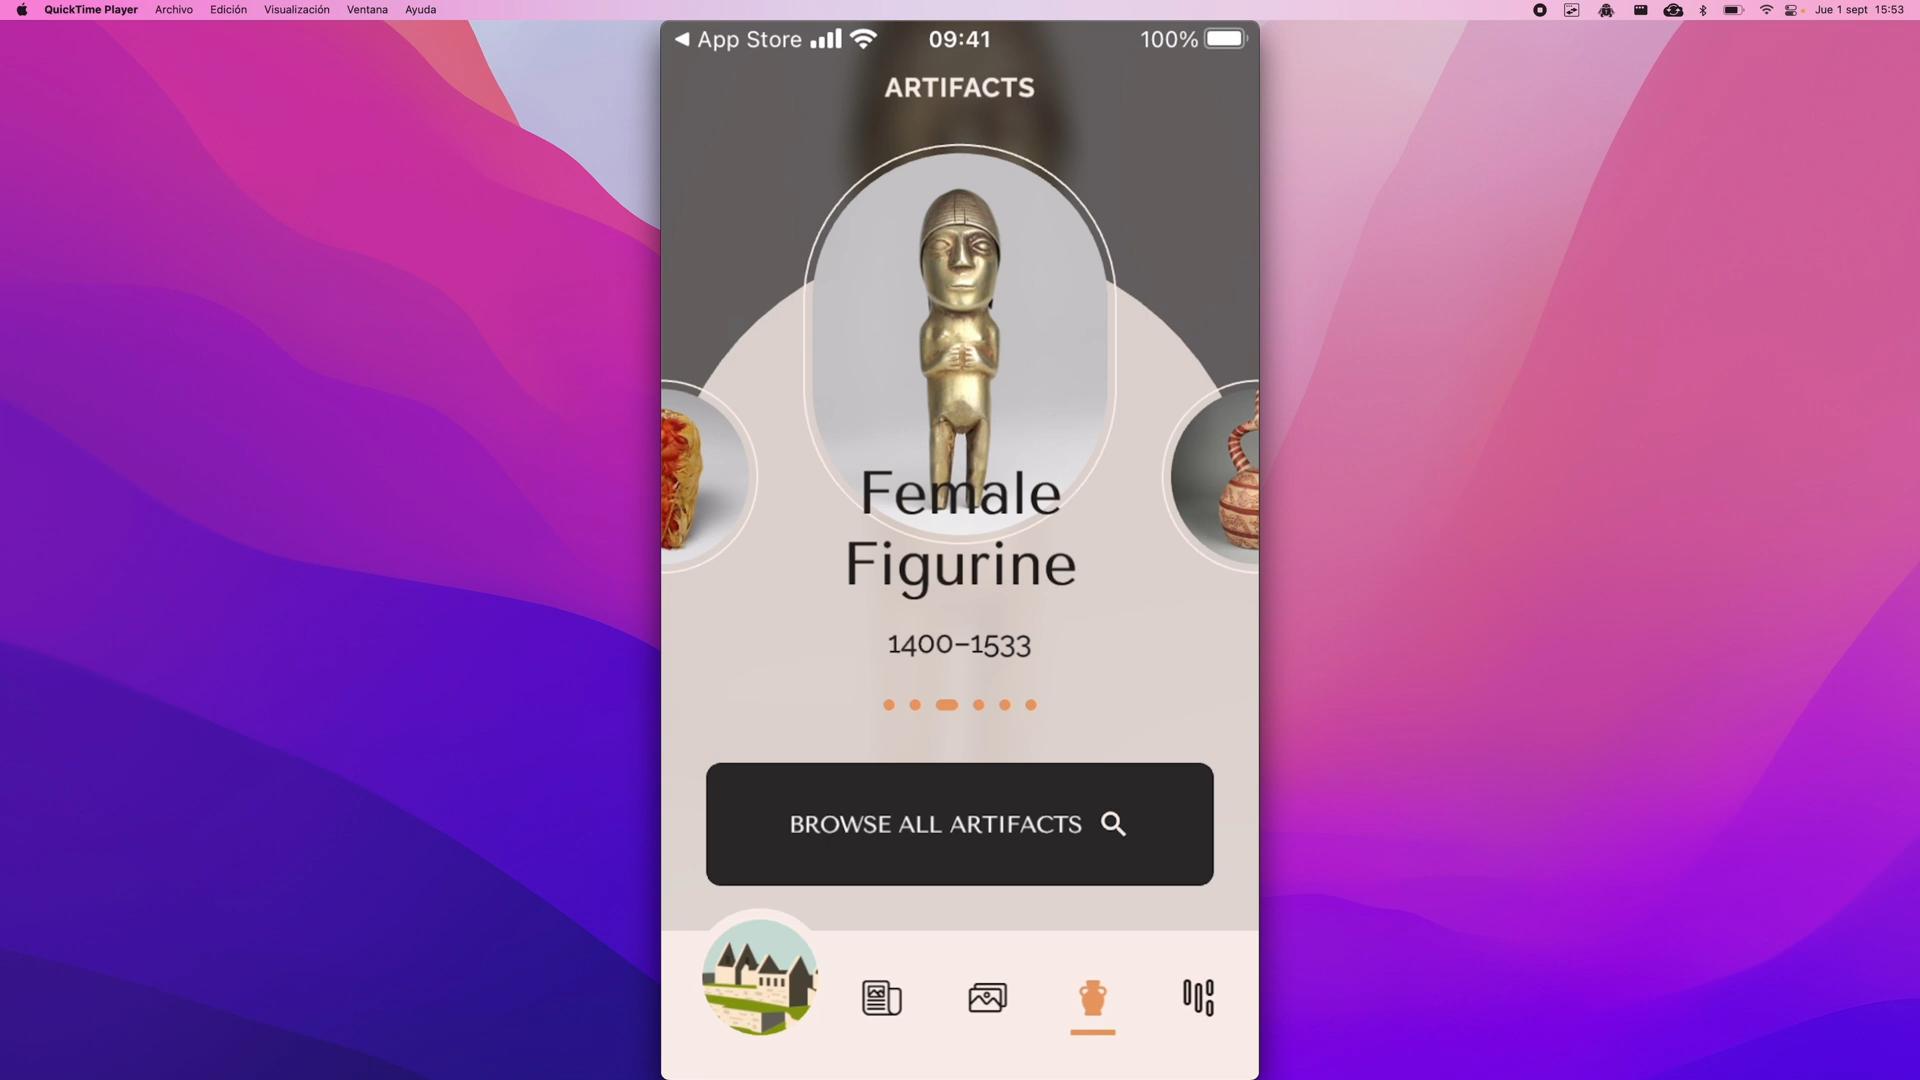 QuickTime Player Archivo Edición Visualización Ventana Ayuda Jue 1 sept 15:53
App Store 09:41 100%
ARTIFACTS
Female
Figurine
1400–1533
BROWSE ALL ARTIFACTS